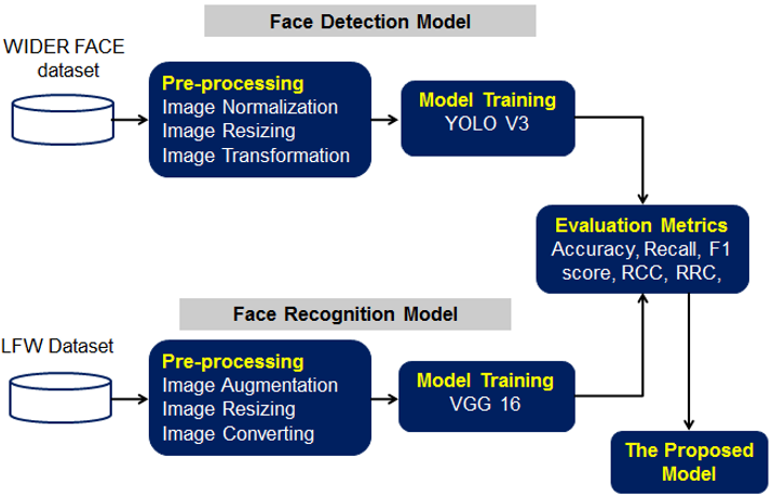 Face Detection Model
WIDER FACE
dataset
Pre-processing
Image Normalization
Image Resizing
Image Transformation
Model Training
YOLO V3
Evaluation Metrics
Accuracy, Recall, F1
score, RCC, RRC,
Face Recognition Model
LFW Dataset
Pre-processing
Image Augmentation
Image Resizing
Image Converting
Model Training
VGG 16
The Proposed
Model